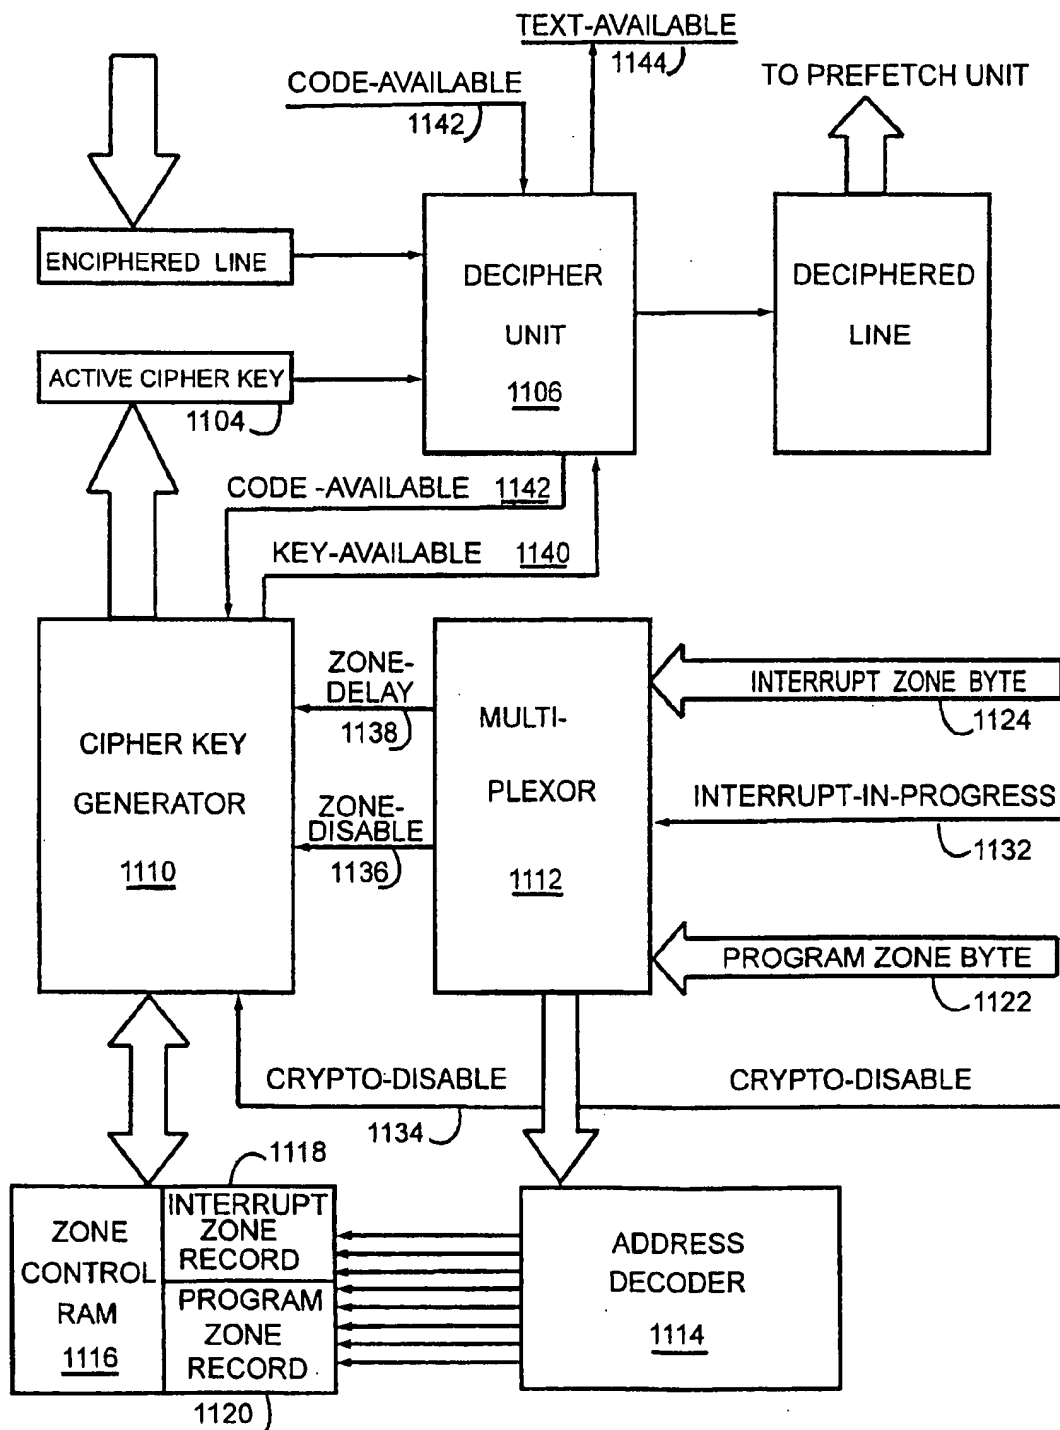 TEXT-AVAILABLE
1144
TO PREFETCH UNIT
CODE-AVAILABLE
1142
ENCIPHERED LINE
DECIPHER
UNIT
1106
DECIPHERED
LINE
ACTIVE CIPHER KEY
1104
CODE -AVAILABLE 1142
KEY-AVAILABLE 1140
CIPHER KEY
GENERATOR
1110
ZONE-
DELAY
1138
ZONE-
DISABLE
1136
MULTI-
PLEXOR
1112
INTERRUPT ZONE BYTE
1124
INTERRUPT-IN-PROGRESS
1132
PROGRAM ZONE BYTE
1122
CRYPTO-DISABLE
CRYPTO-DISABLE
1134
1118
ZONE
CONTROL
RAM
1116
INTERRUPT
ZONE
RECORD
PROGRAM
ZONE
RECORD
1120
ADDRESS
DECODER
1114